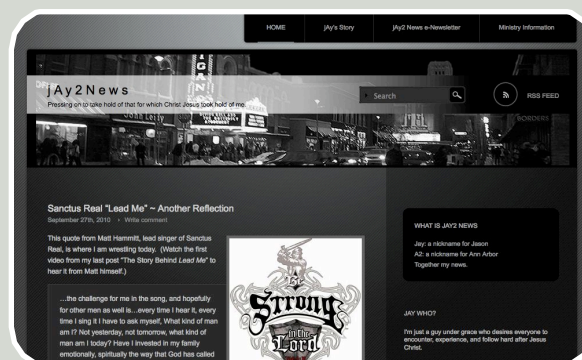 HOME jAy's Story jAy2 News e-Newsletter Ministry Information
jAy2News
Pressing on to take hold of that for which Christ Jesus took hold of me.
Search
RSS FEED
BORDERS
Sanctus Real "Lead Me" ~ Another Reflection
September 27th, 2010 • Write comment
This quote from Matt Hammitt, lead singer of Sanctus
Real, is where I am wrestling today. (Watch the first
video from my last post "The Story Behind Lead Me" to
hear it from Matt himself.)
…the challenge for me in the song, and hopefully
for other men as well is…every time I hear it, every
time I sing it I have to ask myself, What kind of man
am I? Not yesterday, not tomorrow, what kind of
man am I today? Have I invested in my family
emotionally, spiritually the way that God has called
Be
Strong
in the
Lord
WHAT IS JAY2 NEWS
Jay: a nickname for Jason
A2: a nickname for Ann Arbor
Together my news.
JAY WHO?
I'm just a guy under grace who desires everyone to
encounter, experience, and follow hard after Jesus
Christ.